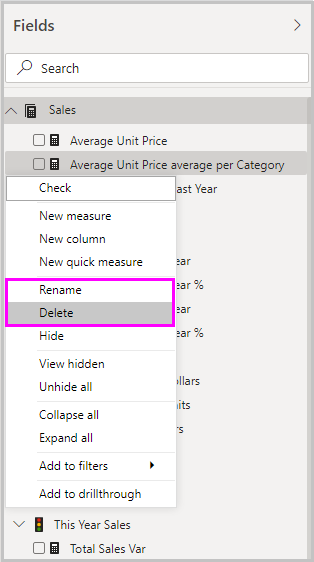 Fields
Search
Sales
Average Unit Price
Average Unit Price average per Category
Check
ast Year
New measure
New column
New quick measure
ear
Rename
ear %
Delete
ear
Hide
ear %
View hidden
Unhide all
ollars
Collapse all
its
Expand all
rs
Add to filters
Add to drillthrough
This Year Sales
Total Sales Var